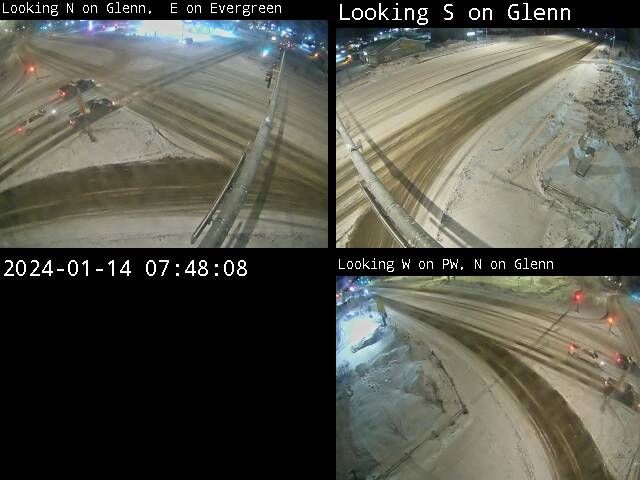 Looking N on Glenn,  E on Evergreen
Looking S on Glenn
2024-01-14 07:48:08
Looking W on PW, N on Glenn